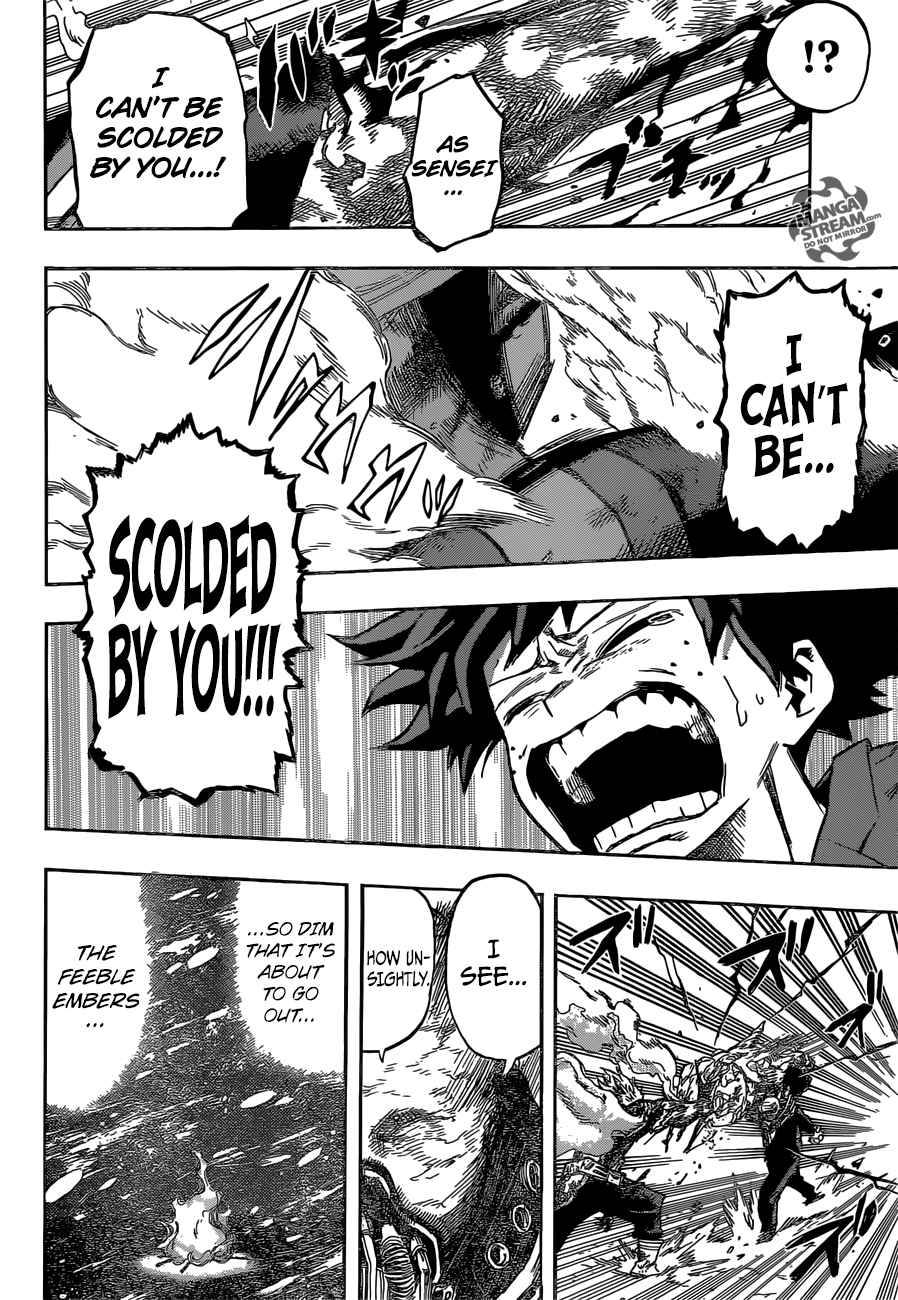 !?
AS
SENSEI
...
I
CAN'T BE
SCOLDED
BY YOU...!
MANGA
STREAM.com
DO NOT MIRROR
I
CAN'T
BE...
SCOLDED
BY YOU!!!
I
SEE...
HOW UN-
SIGHTLY.
...SO DIM
THAT IT'S
ABOUT
TO GO
OUT...
THE
FEEBLE
EMBERS
...